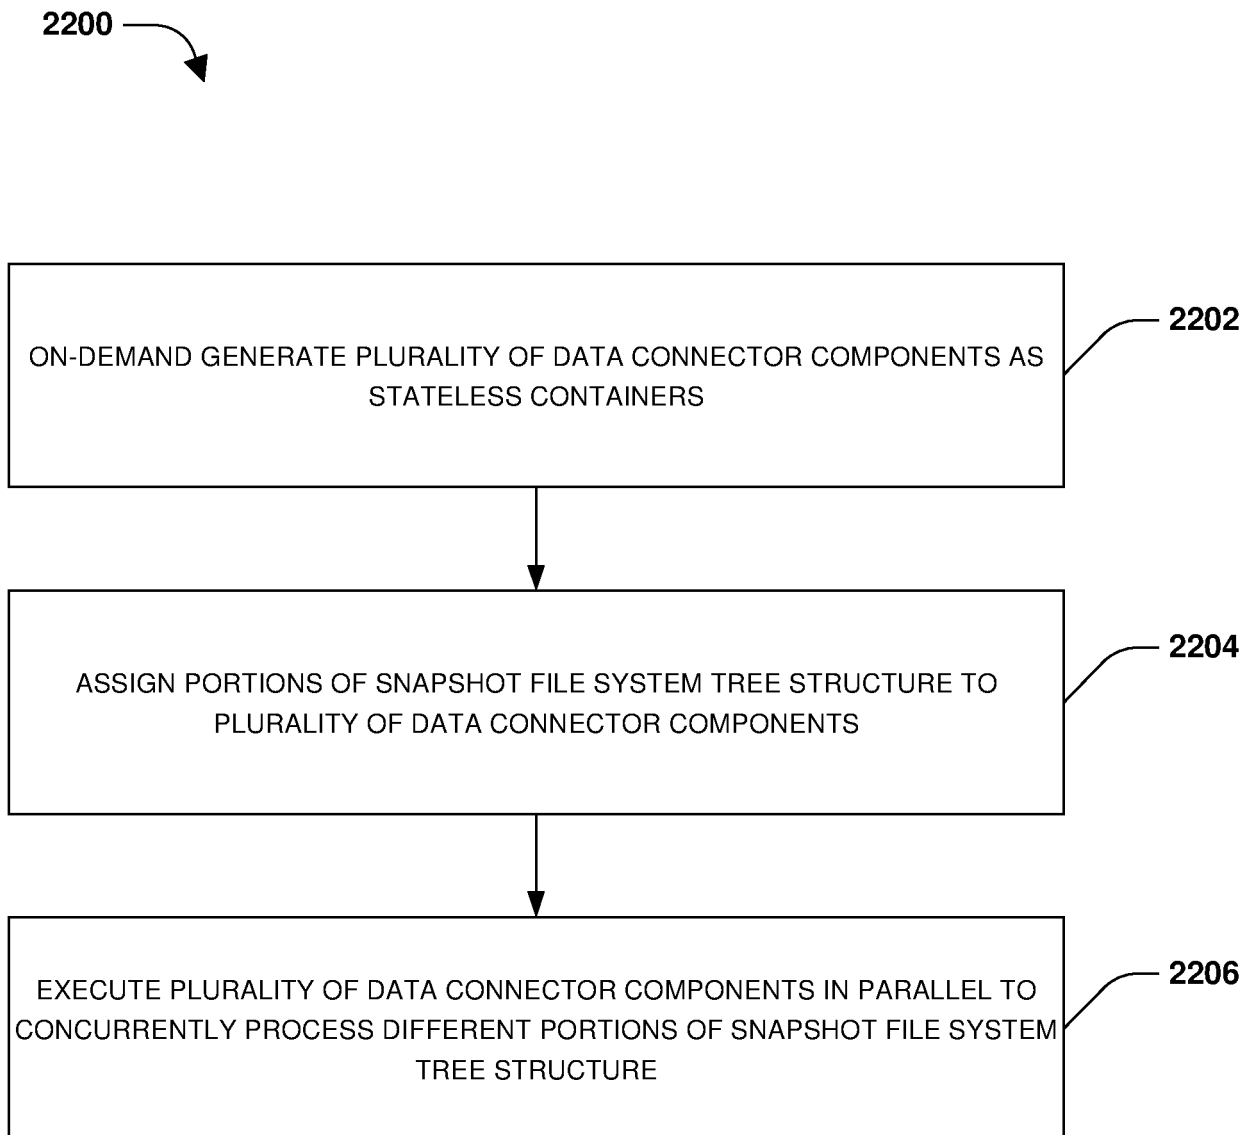 2200
2202
ON-DEMAND GENERATE PLURALITY OF DATA CONNECTOR COMPONENTS AS
STATELESS CONTAINERS
2204
ASSIGN PORTIONS OF SNAPSHOT FILE SYSTEM TREE STRUCTURE TO
PLURALITY OF DATA CONNECTOR COMPONENTS
2206
EXECUTE PLURALITY OF DATA CONNECTOR COMPONENTS IN PARALLEL TO
CONCURRENTLY PROCESS DIFFERENT PORTIONS OF SNAPSHOT FILE SYSTEM
TREE STRUCTURE